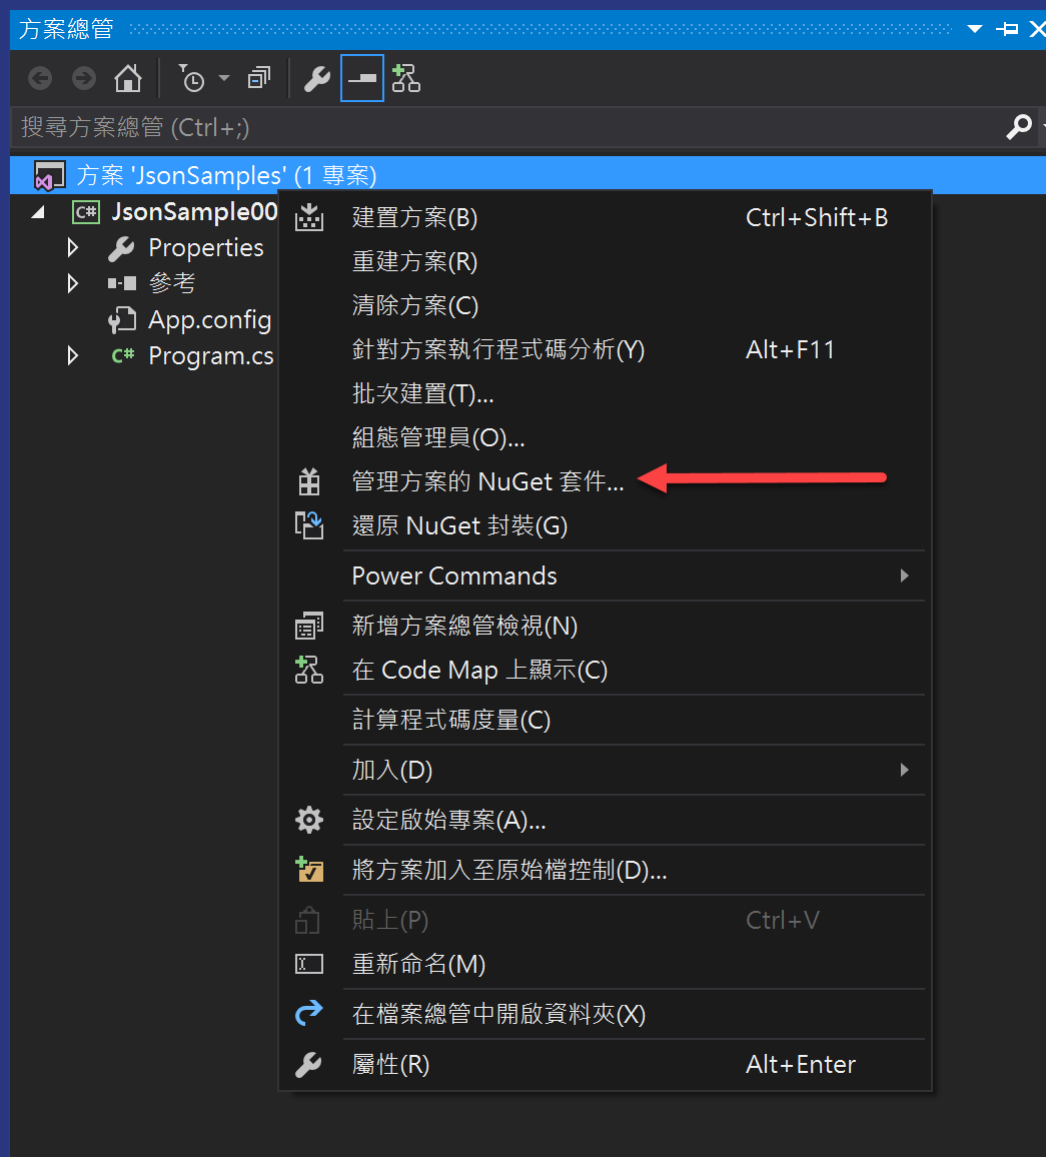 方案總管
搜尋方案總管 (Ctrl+;)
方案 'JsonSamples' (1 專案)
C# JsonSample00
Properties
參考
App.config
C# Program.cs
建置方案(B) Ctrl+Shift+B
重建方案(R)
清除方案(C)
針對方案執行程式碼分析(Y) Alt+F11
批次建置(T)...
組態管理員(O)...
管理方案的 NuGet 套件...
還原 NuGet 封裝(G)
Power Commands
新增方案總管檢視(N)
在 Code Map 上顯示(C)
計算程式碼度量(C)
加入(D)
設定啟始專案(A)...
將方案加入至原始檔控制(D)...
貼上(P) Ctrl+V
重新命名(M)
在檔案總管中開啟資料夾(X)
屬性(R) Alt+Enter